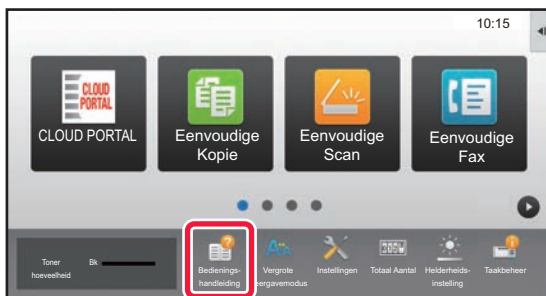 10:15
CLOUD
PORTAL
CLOUD PORTAL
Eenvoudige
Kopie
Eenvoudige
Scan
Eenvoudige
Fax
Toner
hoeveelheid
Bk
Bedienings-
handleiding
Vergrote
eergavemodus
Instellingen
Totaal Aantal
Helderheids-
instelling
Taakbeheer